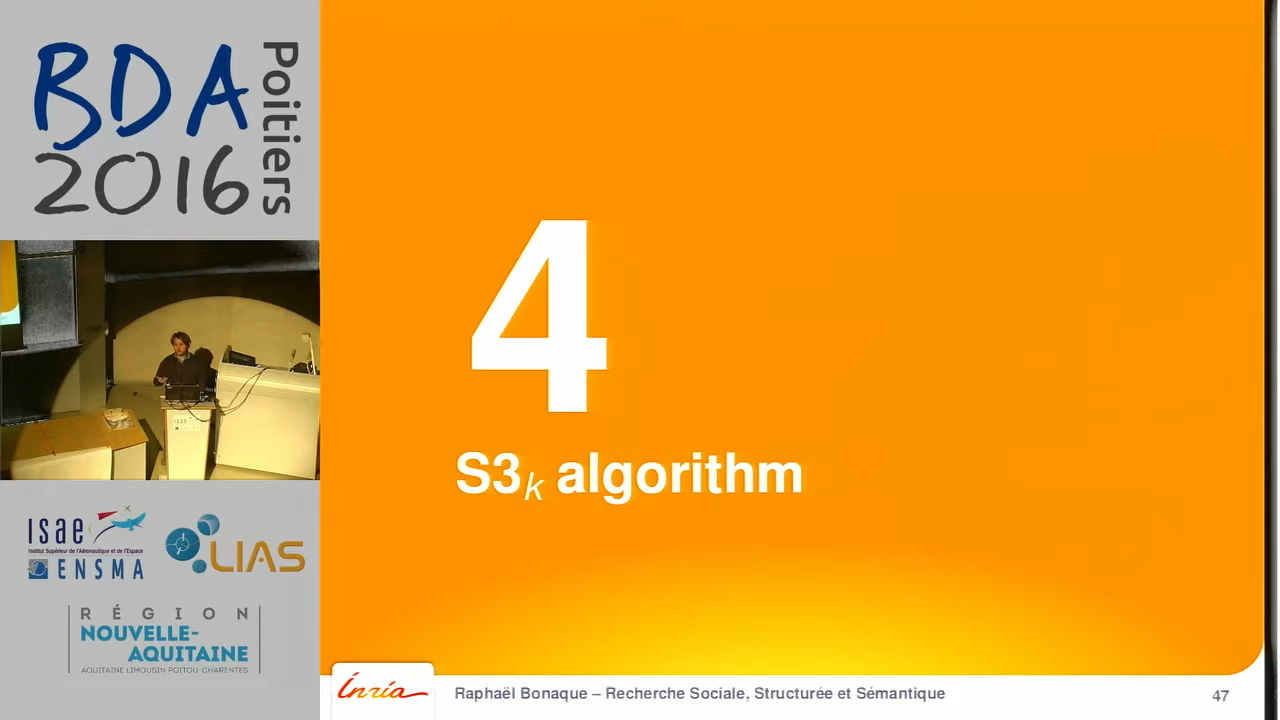 BDA
2016
Poitiers
isae
Institut Supérieur de l'Aéronautique et de l'Espace
ENSMA
LIAS
RÉGION
NOUVELLE-
AQUITAINE
AQUITAINE LIMOUSIN POITOU-CHARENTES
4
S3k algorithm
Inria
Raphaël Bonaque – Recherche Sociale, Structurée et Sémantique
47